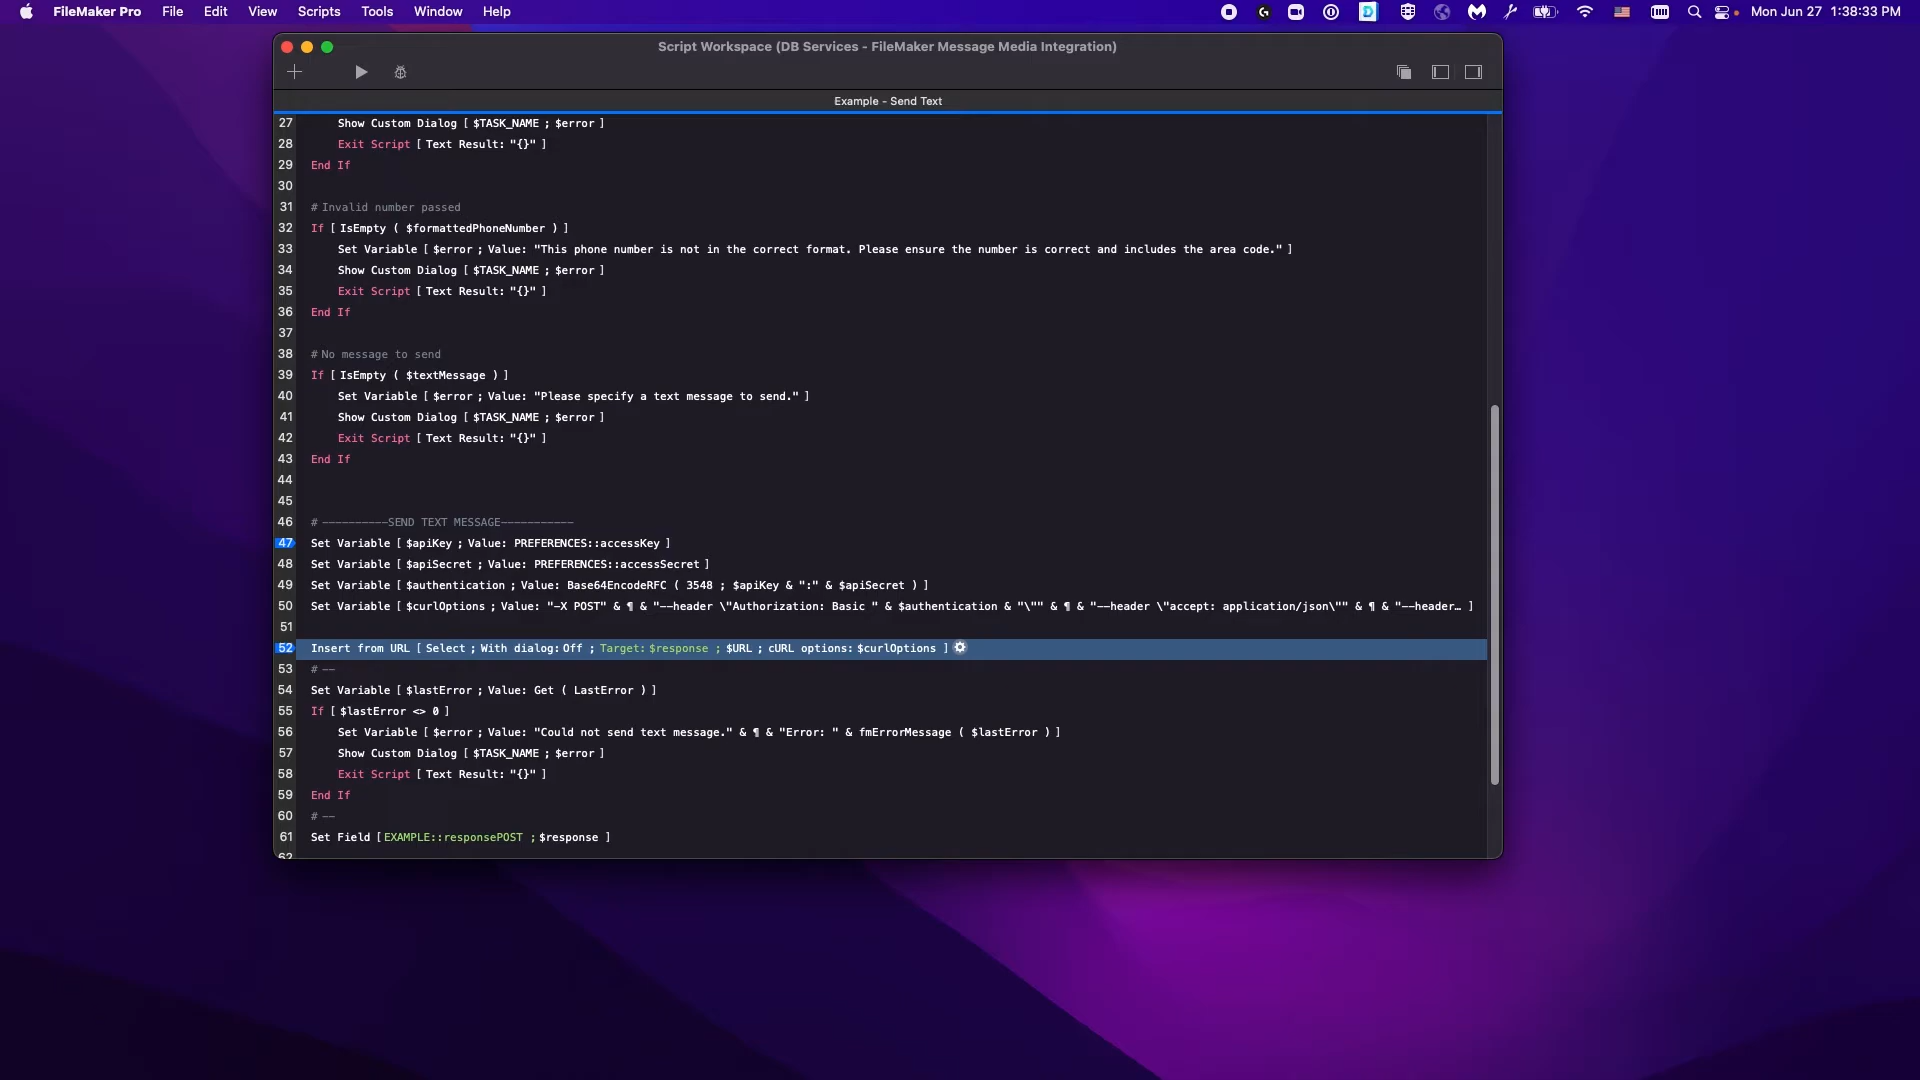 FileMaker Pro File Edit View Scripts Tools Window Help Mon Jun 27 1:38:33 PM
Script Workspace (DB Services - FileMaker Message Media Integration)
Example - Send Text
27 Show Custom Dialog [ $TASK_NAME ; $error ]
28 Exit Script [ Text Result: "{}" ]
29 End If
30
31 # Invalid number passed
32 If [ IsEmpty ( $formattedPhoneNumber ) ]
33 Set Variable [ $error ; Value: "This phone number is not in the correct format. Please ensure the number is correct and includes the area code." ]
34 Show Custom Dialog [ $TASK_NAME ; $error ]
35 Exit Script [ Text Result: "{}" ]
36 End If
37
38 # No message to send
39 If [ IsEmpty ( $textMessage ) ]
40 Set Variable [ $error ; Value: "Please specify a text message to send." ]
41 Show Custom Dialog [ $TASK_NAME ; $error ]
42 Exit Script [ Text Result: "{}" ]
43 End If
44
45
46 # ----------SEND TEXT MESSAGE-----------
47 Set Variable [ $apiKey ; Value: PREFERENCES::accessKey ]
48 Set Variable [ $apiSecret ; Value: PREFERENCES::accessSecret ]
49 Set Variable [ $authentication ; Value: Base64EncodeRFC ( 3548 ; $apiKey & ":" & $apiSecret ) ]
50 Set Variable [ $curlOptions ; Value: "-X POST" & ¶ & "--header \"Authorization: Basic " & $authentication & "\"" & ¶ & "--header \"accept: application/json\"" & ¶ & "--header… ]
51
52 Insert from URL [ Select ; With dialog: Off ; Target: $response ; $URL ; cURL options: $curlOptions ]
53 # --
54 Set Variable [ $lastError ; Value: Get ( LastError ) ]
55 If [ $lastError <> 0 ]
56 Set Variable [ $error ; Value: "Could not send text message." & ¶ & "Error: " & fmErrorMessage ( $lastError ) ]
57 Show Custom Dialog [ $TASK_NAME ; $error ]
58 Exit Script [ Text Result: "{}" ]
59 End If
60 # --
61 Set Field [ EXAMPLE::responsePOST ; $response ]
62